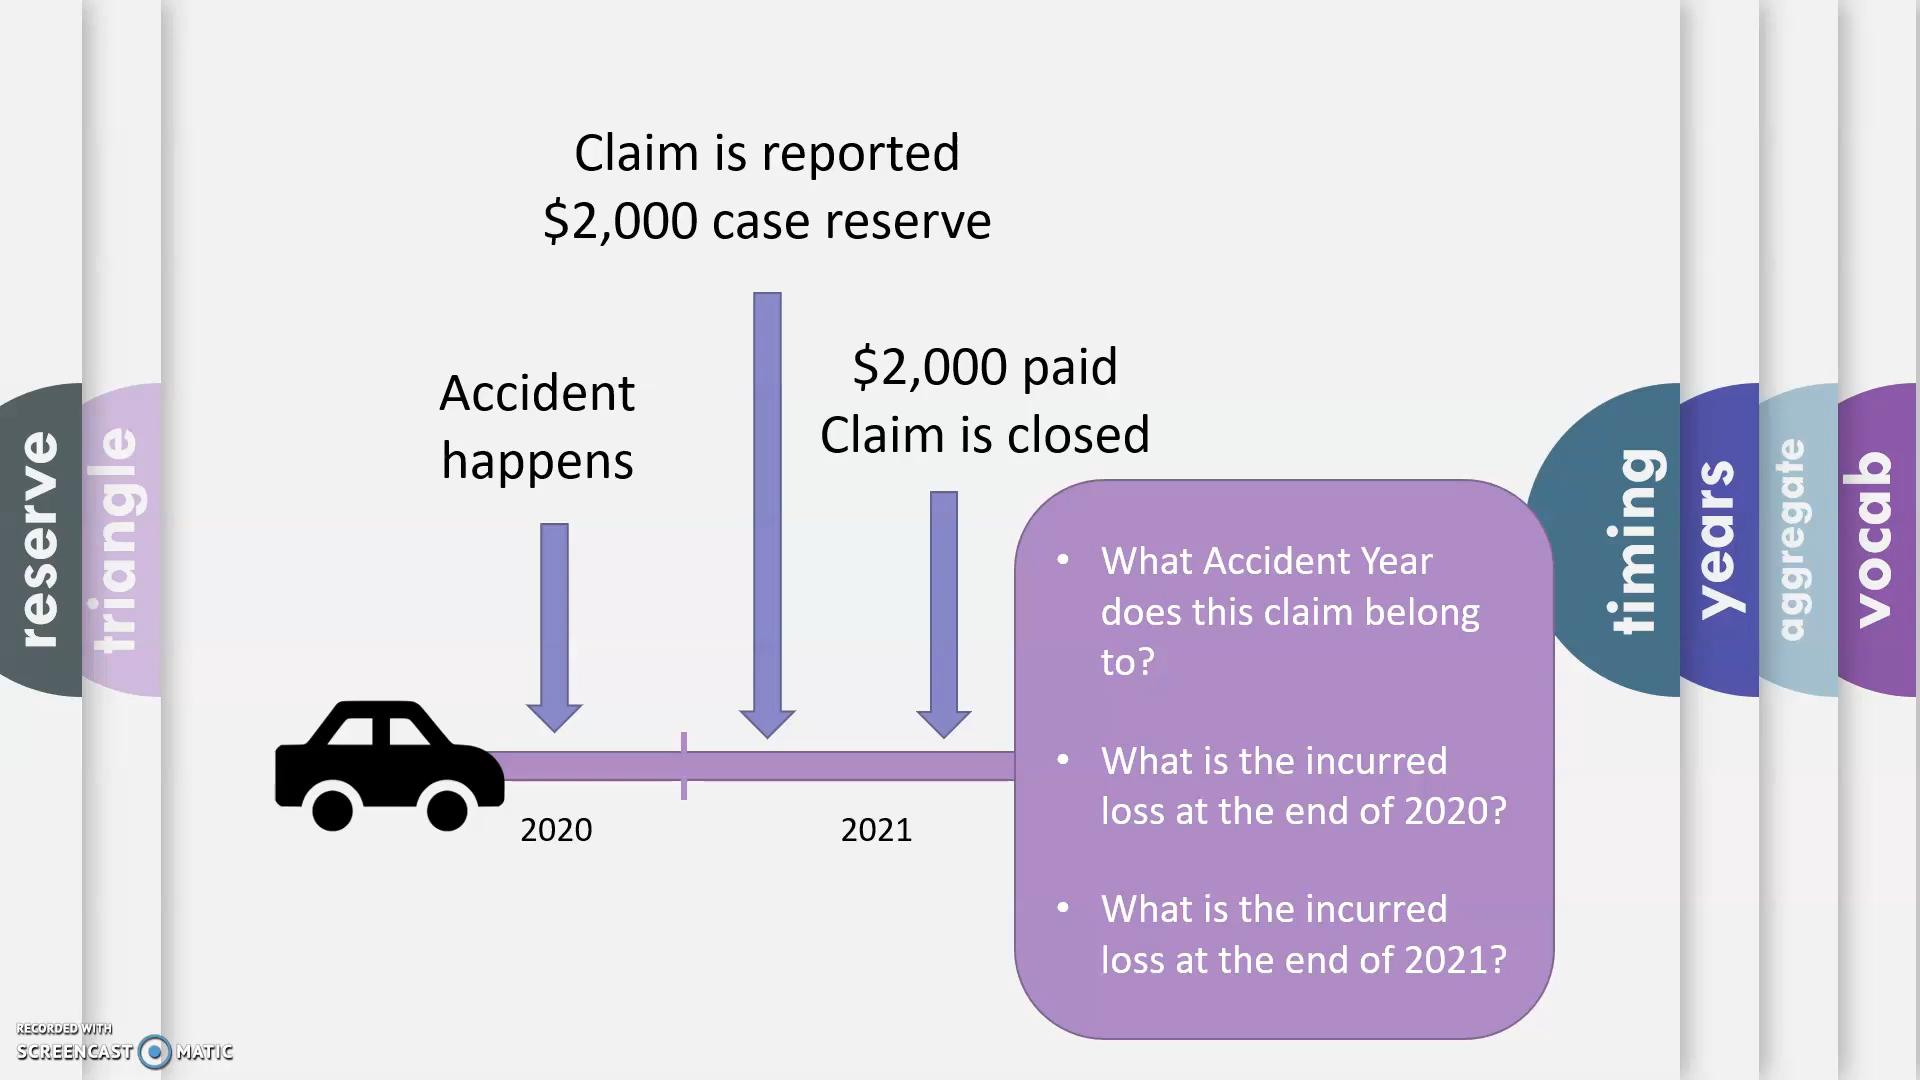 reserve
triangle
Claim is reported
$2,000 case reserve
Accident
happens
$2,000 paid
Claim is closed
2020
2021
• What Accident Year
does this claim belong
to?
• What is the incurred
loss at the end of 2020?
• What is the incurred
loss at the end of 2021?
timing
years
aggregate
vocab
RECORDED WITH
SCREENCAST MATIC